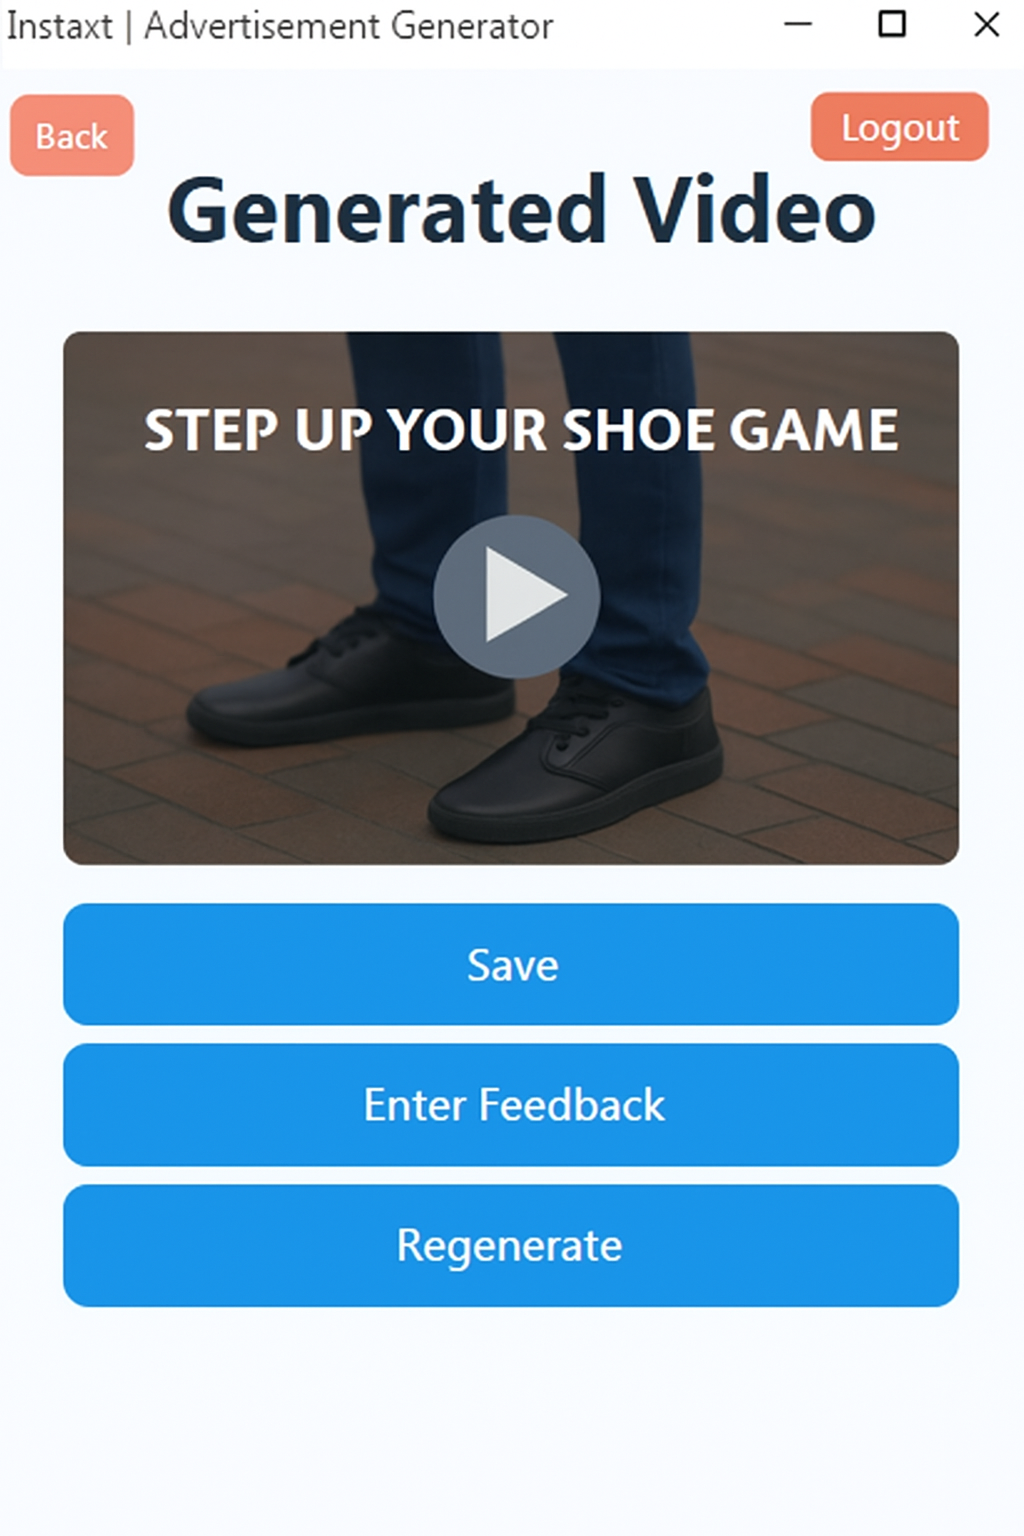 Instaxt | Advertisement Generator
Back
Logout
Generated Video
STEP UP YOUR SHOE GAME
Save
Enter Feedback
Regenerate